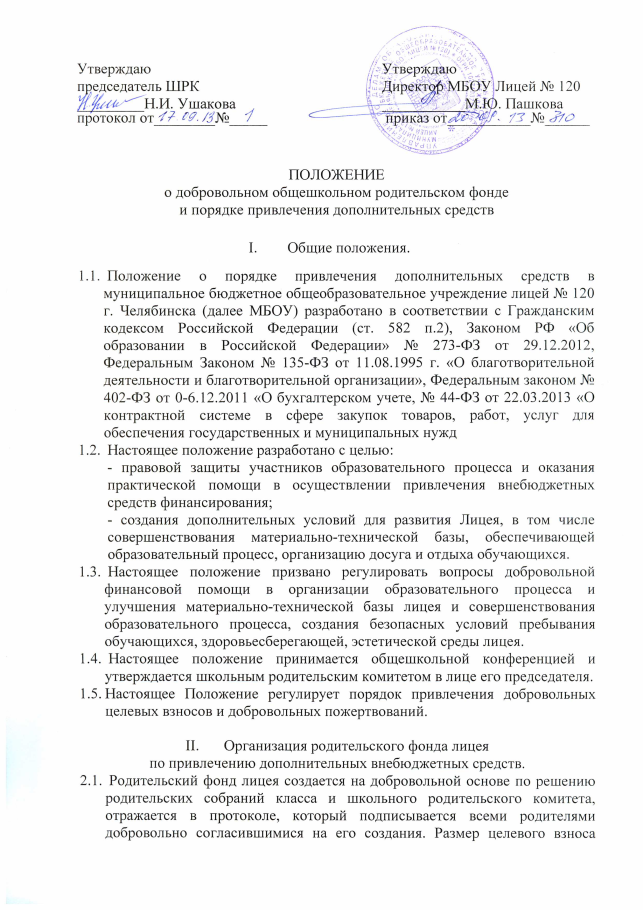 Утверждаю Утверждаю
председатель ШРК Директор МБОУ Лицей № 120
Н.И. Ушакова М.Ю. Пашкова
протокол от 17.09.13 № 1 приказ от 13 № 810
ПОЛОЖЕНИЕ
о добровольном общешкольном родительском фонде
и порядке привлечения дополнительных средств
I. Общие положения.
1.1. Положение о порядке привлечения дополнительных средств в
муниципальное бюджетное общеобразовательное учреждение лицей № 120
г. Челябинска (далее МБОУ) разработано в соответствии с Гражданским
кодексом Российской Федерации (ст. 582 п.2), Законом РФ «Об
образовании в Российской Федерации» № 273-ФЗ от 29.12.2012,
Федеральным Законом № 135-ФЗ от 11.08.1995 г. «О благотворительной
деятельности и благотворительной организации», Федеральным законом №
402-ФЗ от 0-6.12.2011 «О бухгалтерском учете, № 44-ФЗ от 22.03.2013 «О
контрактной системе в сфере закупок товаров, работ, услуг для
обеспечения государственных и муниципальных нужд
1.2. Настоящее положение разработано с целью:
- правовой защиты участников образовательного процесса и оказания
практической помощи в осуществлении привлечения внебюджетных
средств финансирования;
- создания дополнительных условий для развития Лицея, в том числе
совершенствования материально-технической базы, обеспечивающей
образовательный процесс, организацию досуга и отдыха обучающихся.
1.3. Настоящее положение призвано регулировать вопросы добровольной
финансовой помощи в организации образовательного процесса и
улучшения материально-технической базы лицея и совершенствования
образовательного процесса, создания безопасных условий пребывания
обучающихся, здоровьесберегающей, эстетической среды лицея.
1.4. Настоящее положение принимается общешкольной конференцией и
утверждается школьным родительским комитетом в лице его председателя.
1.5. Настоящее Положение регулирует порядок привлечения добровольных
целевых взносов и добровольных пожертвований.
II. Организация родительского фонда лицея
по привлечению дополнительных внебюджетных средств.
2.1. Родительский фонд лицея создается на добровольной основе по решению
родительских собраний класса и школьного родительского комитета,
отражается в протоколе, который подписывается всеми родителями
добровольно согласившимися на его создания. Размер целевого взноса